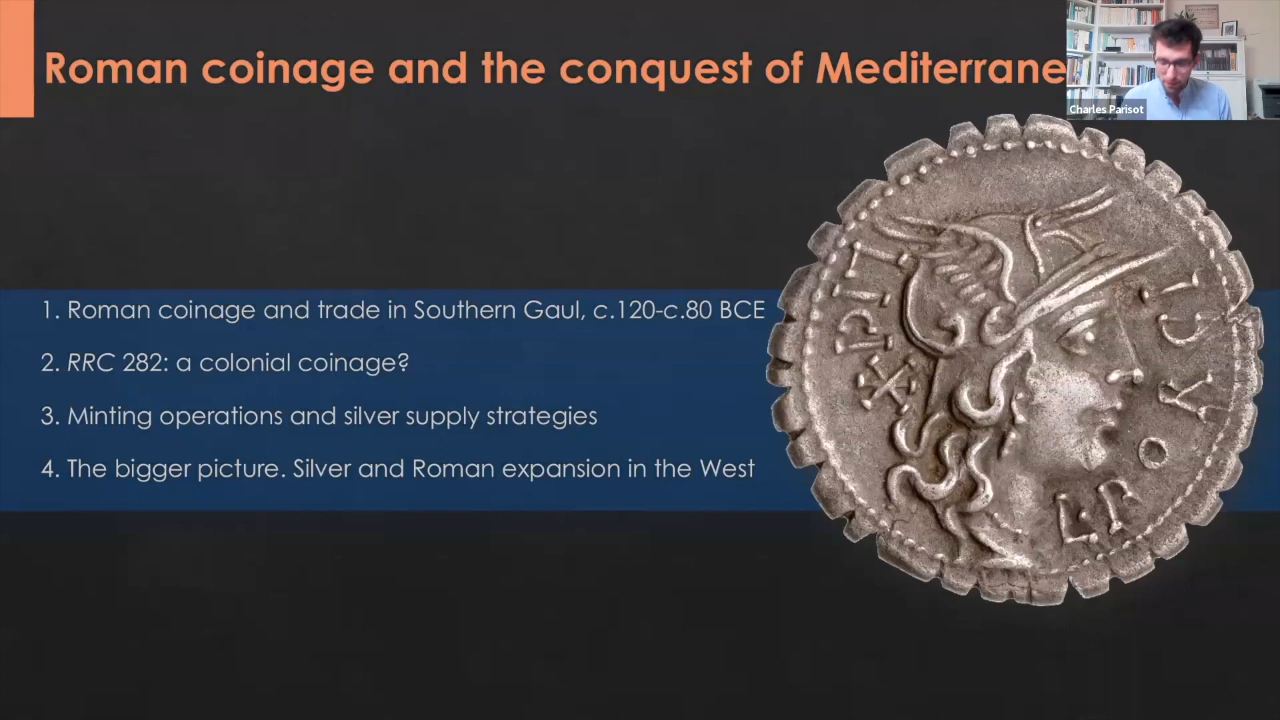 Roman coinage and the conquest of Mediterrane
Charles Parisot
1. Roman coinage and trade in Southern Gaul, c.120-c.80 BCE
2. RRC 282: a colonial coinage?
3. Minting operations and silver supply strategies
4. The bigger picture. Silver and Roman expansion in the West